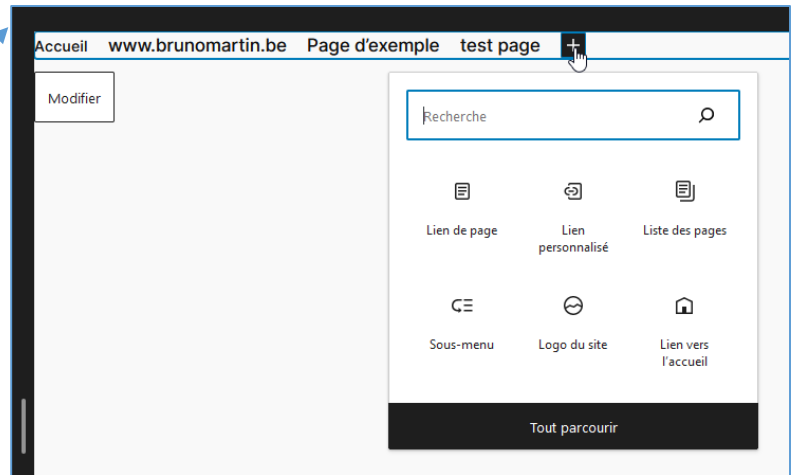 Accueil www.brunomartin.be Page d'exemple test page +
Modifier
Recherche
Lien de page Lien personnalisé Liste des pages
Sous-menu Logo du site Lien vers l'accueil
Tout parcourir